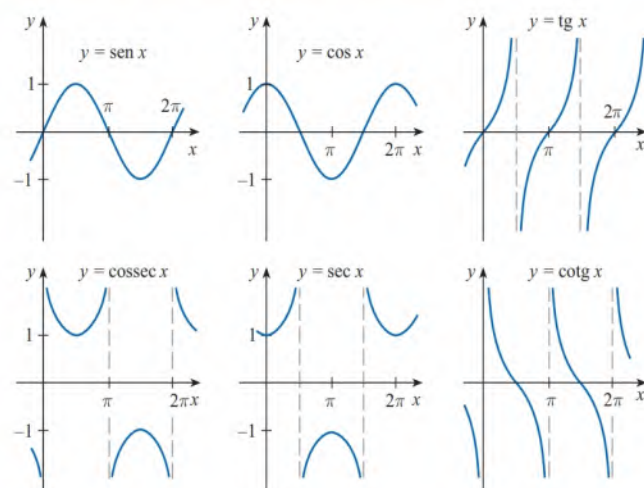 y
y = sen x
1
π
2π
x
−1
y
y = cos x
1
π
2π
x
−1
y
y = tg x
π
2π
x
y
y = cossec x
1
π
2π
x
−1
y
y = sec x
1
π
2π
x
−1
y
y = cotg x
π
2π
x